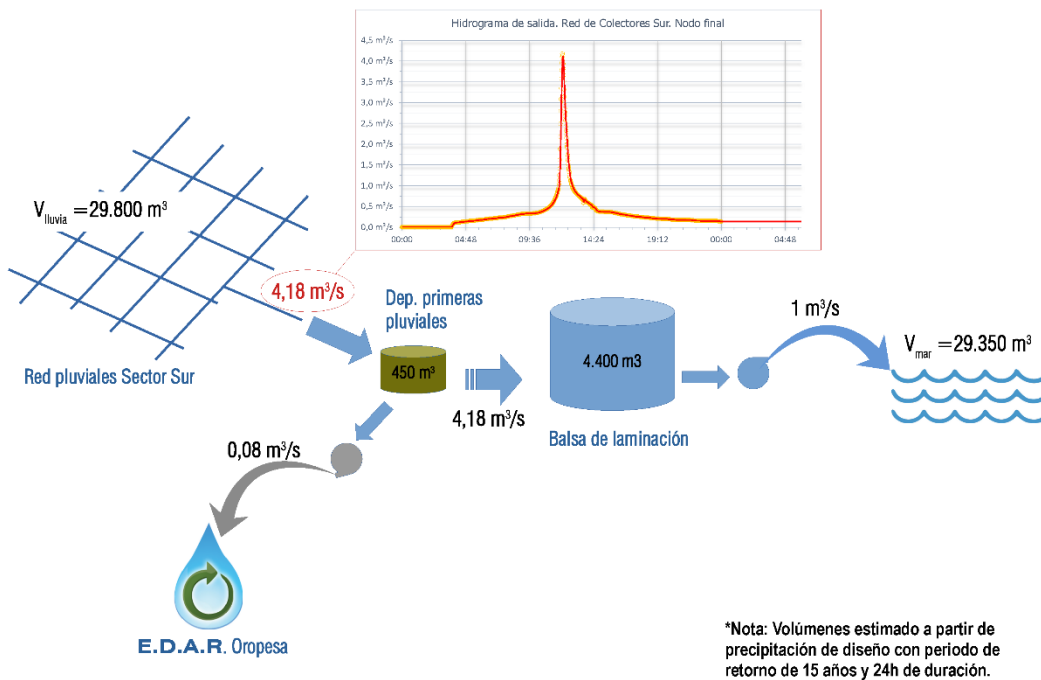 Hidrograma de salida. Red de Colectores Sur. Nodo final
4,5 m³/s
4,0 m³/s
3,5 m³/s
3,0 m³/s
2,5 m³/s
2,0 m³/s
1,5 m³/s
1,0 m³/s
0,5 m³/s
0,0 m³/s
00:00 04:48 09:36 14:24 19:12 00:00 04:48
Vlluvia =29.800 m³
4,18 m³/s
Red pluviales Sector Sur
Dep. primeras
pluviales
450 m³
4,18 m³/s
4.400 m3
Balsa de laminación
1 m³/s
Vmar =29.350 m³
0,08 m³/s
E.D.A.R. Oropesa
*Nota: Volúmenes estimado a partir de
precipitación de diseño con periodo de
retorno de 15 años y 24h de duración.